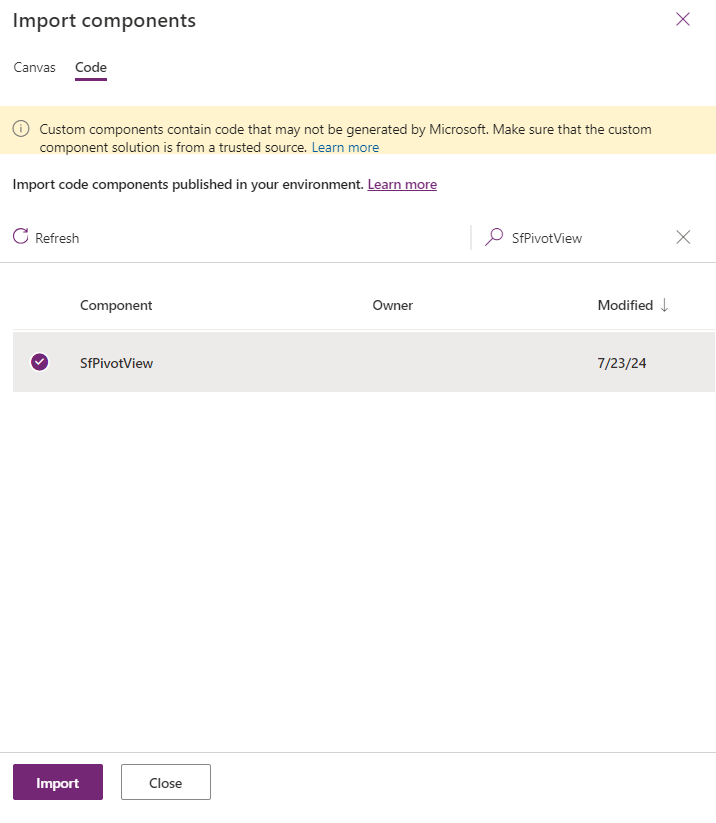 Import components
Canvas Code
Custom components contain code that may not be generated by Microsoft. Make sure that the custom
component solution is from a trusted source. Learn more
Import code components published in your environment. Learn more
Refresh SfPivotView
Component Owner Modified
SfPivotView 7/23/24
Import Close